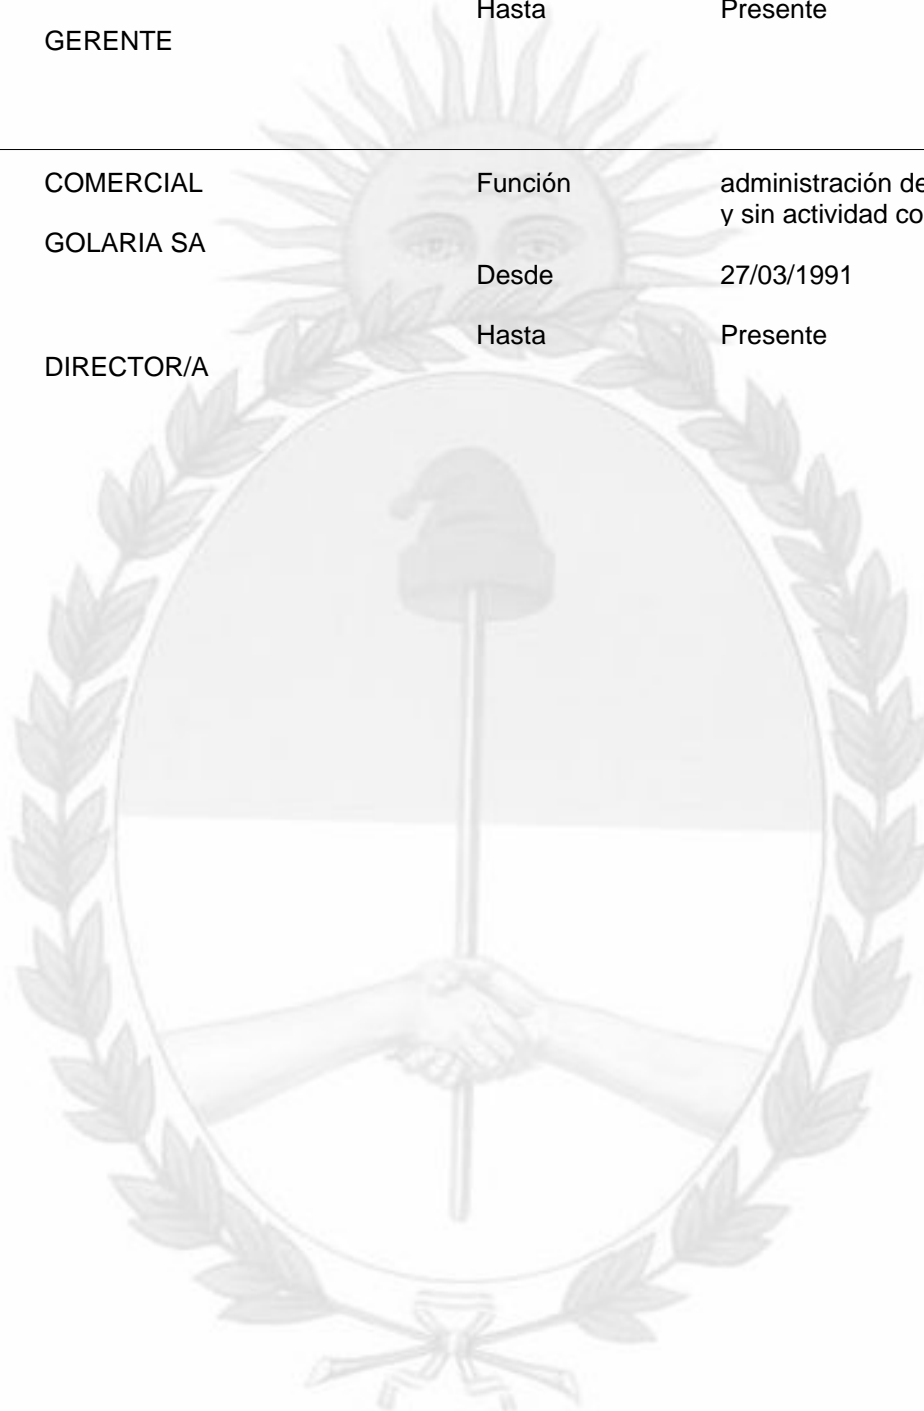 Hasta Presente
GERENTE
COMERCIAL Función administración de
y sin actividad co
GOLARIA SA
Desde 27/03/1991
Hasta Presente
DIRECTOR/A